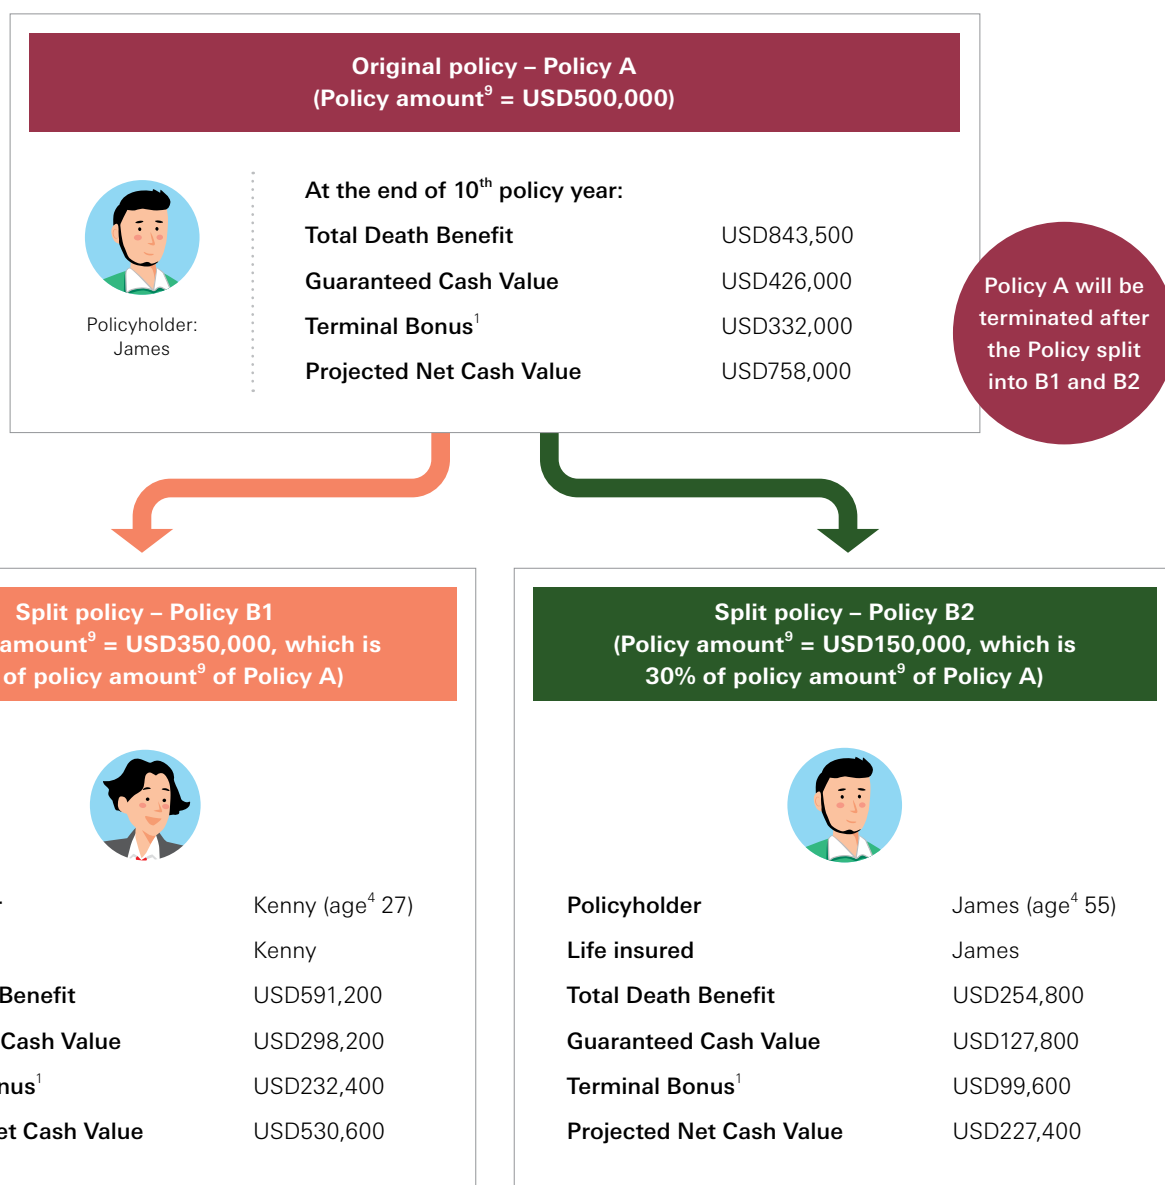 Original policy – Policy A
(Policy amount⁹ = USD500,000)
At the end of 10th policy year:
Total Death Benefit USD843,500
Guaranteed Cash Value USD426,000
Terminal Bonus¹ USD332,000
Projected Net Cash Value USD758,000
Policyholder:
James
Policy A will be
terminated after
the Policy split
into B1 and B2
Split policy – Policy B1
amount⁹ = USD350,000, which is
of policy amount⁹ of Policy A)
Kenny (age⁴ 27)
Kenny
Benefit USD591,200
Cash Value USD298,200
nus¹ USD232,400
et Cash Value USD530,600
Split policy – Policy B2
(Policy amount⁹ = USD150,000, which is
30% of policy amount⁹ of Policy A)
Policyholder James (age⁴ 55)
Life insured James
Total Death Benefit USD254,800
Guaranteed Cash Value USD127,800
Terminal Bonus¹ USD99,600
Projected Net Cash Value USD227,400